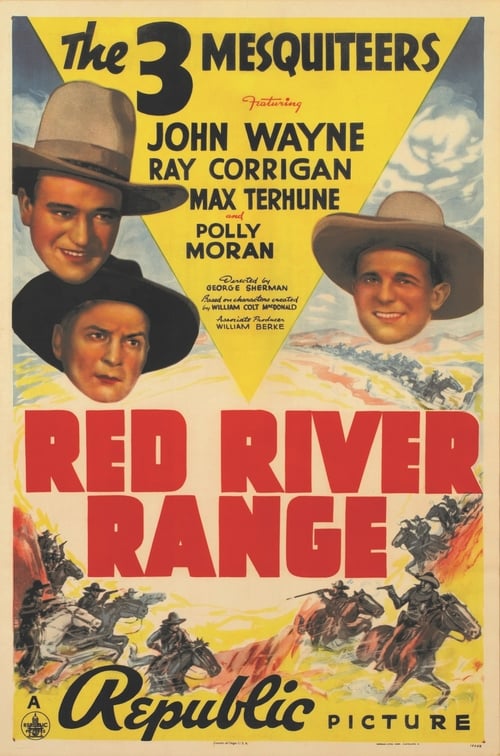 The 3 MESQUITEERS
Featuring
JOHN WAYNE
RAY CORRIGAN
MAX TERHUNE
and
POLLY
MORAN
Directed by
GEORGE SHERMAN
Based on characters created
by WILLIAM COLT MACDONALD
Associate Producer
WILLIAM BERKE
RED RIVER
RANGE
A
REPUBLIC
Republic PICTURE